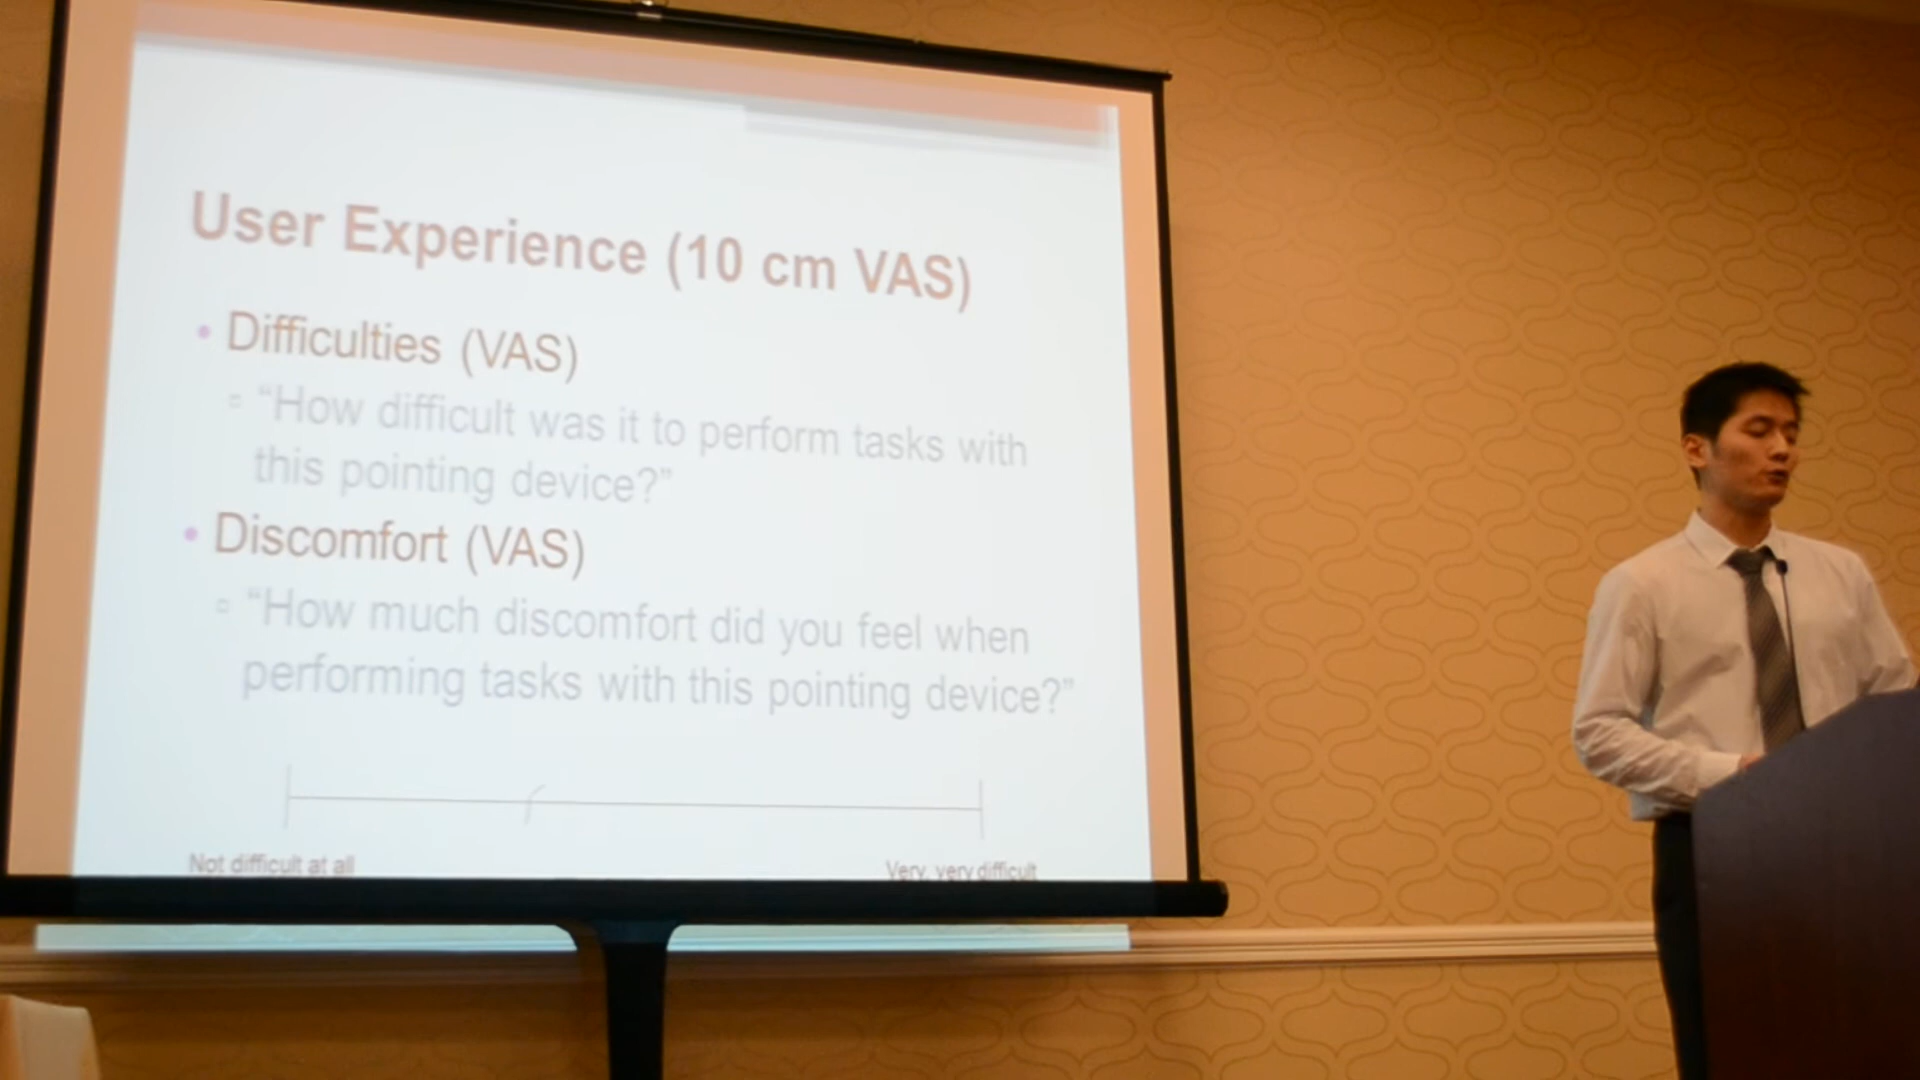 User Experience (10 cm VAS)
• Difficulties (VAS)
▫ “How difficult was it to perform tasks with
this pointing device?”
• Discomfort (VAS)
▫ “How much discomfort did you feel when
performing tasks with this pointing device?”
Not difficult at all
Very, very difficult